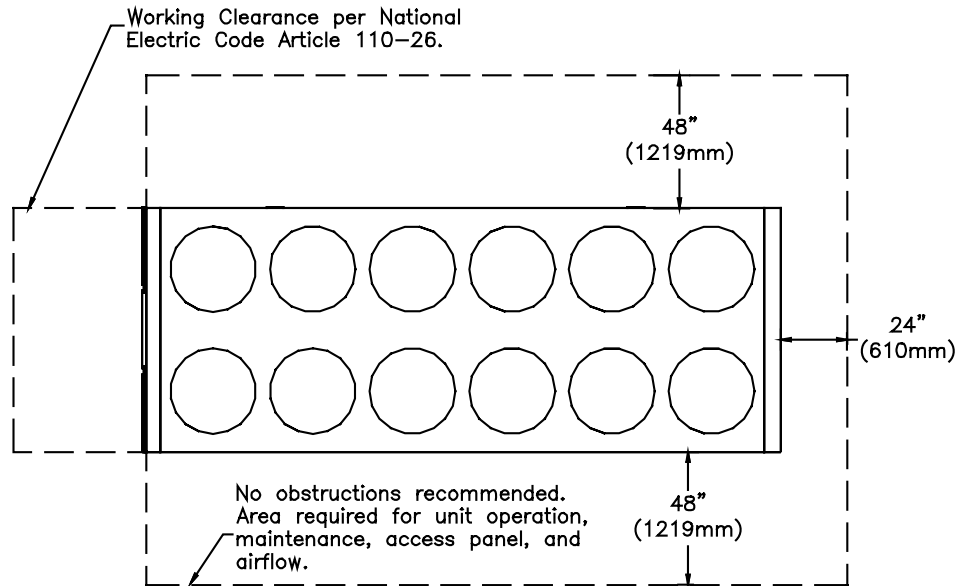 Working Clearance per National
Electric Code Article 110-26.
48"
(1219mm)
24"
(610mm)
No obstructions recommended.
Area required for unit operation,
maintenance, access panel, and
airflow.
48"
(1219mm)